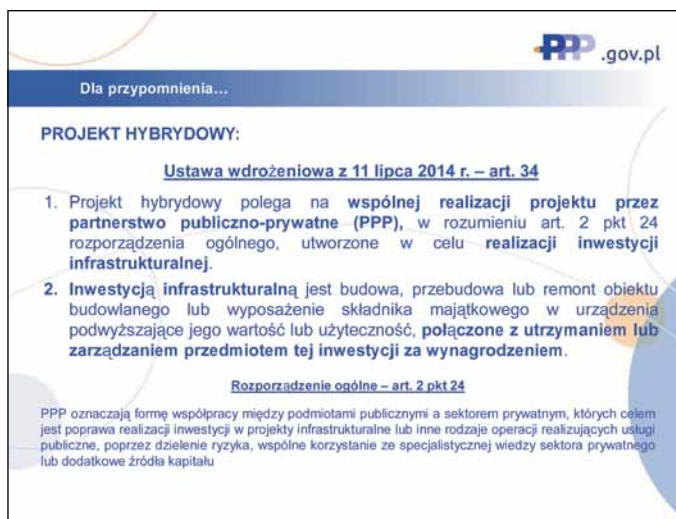 PPP .gov.pl
Dla przypomnienia...
PROJEKT HYBRYDOWY:
Ustawa wdrożeniowa z 11 lipca 2014 r. – art. 34
1. Projekt hybrydowy polega na wspólnej realizacji projektu przez
partnerstwo publiczno-prywatne (PPP), w rozumieniu art. 2 pkt 24
rozporządzenia ogólnego, utworzone w celu realizacji inwestycji
infrastrukturalnej.
2. Inwestycją infrastrukturalną jest budowa, przebudowa lub remont obiektu
budowlanego lub wyposażenie składnika majątkowego w urządzenia
podwyższające jego wartość lub użyteczność, połączone z utrzymaniem lub
zarządzaniem przedmiotem tej inwestycji za wynagrodzeniem.
Rozporządzenie ogólne – art. 2 pkt 24
PPP oznaczają formę współpracy między podmiotami publicznymi a sektorem prywatnym, których celem
jest poprawa realizacji inwestycji w projekty infrastrukturalne lub inne rodzaje operacji realizujących usługi
publiczne, poprzez dzielenie ryzyka, wspólne korzystanie ze specjalistycznej wiedzy sektora prywatnego
lub dodatkowe źródła kapitału